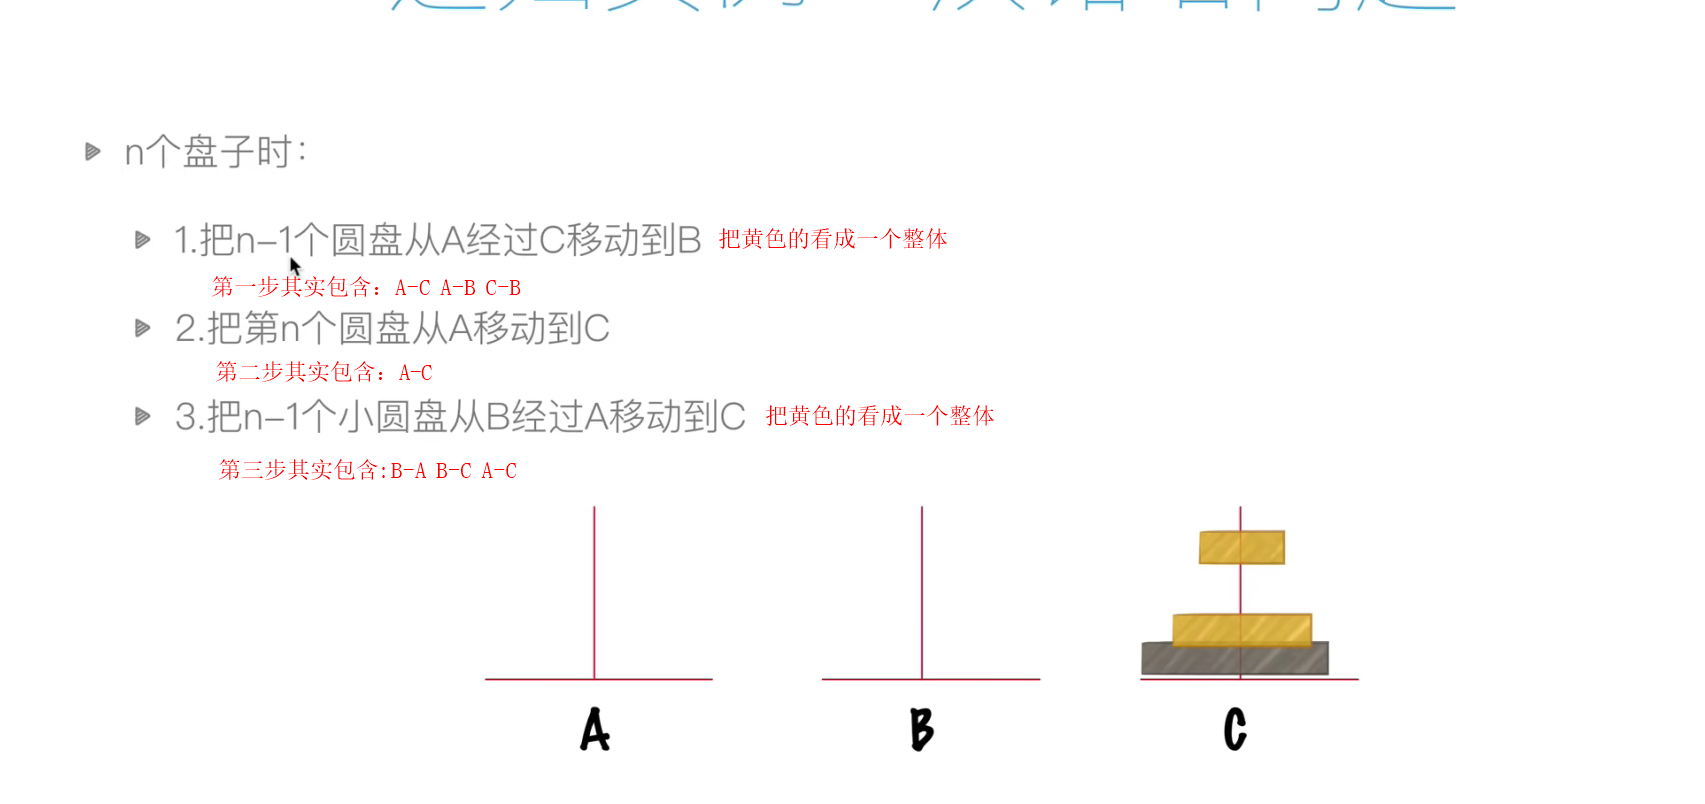 n个盘子时：
1.把n-1个圆盘从A经过C移动到B 把黄色的看成一个整体
第一步其实包含：A-C A-B C-B
2.把第n个圆盘从A移动到C
第二步其实包含：A-C
3.把n-1个小圆盘从B经过A移动到C 把黄色的看成一个整体
第三步其实包含:B-A B-C A-C
A B C